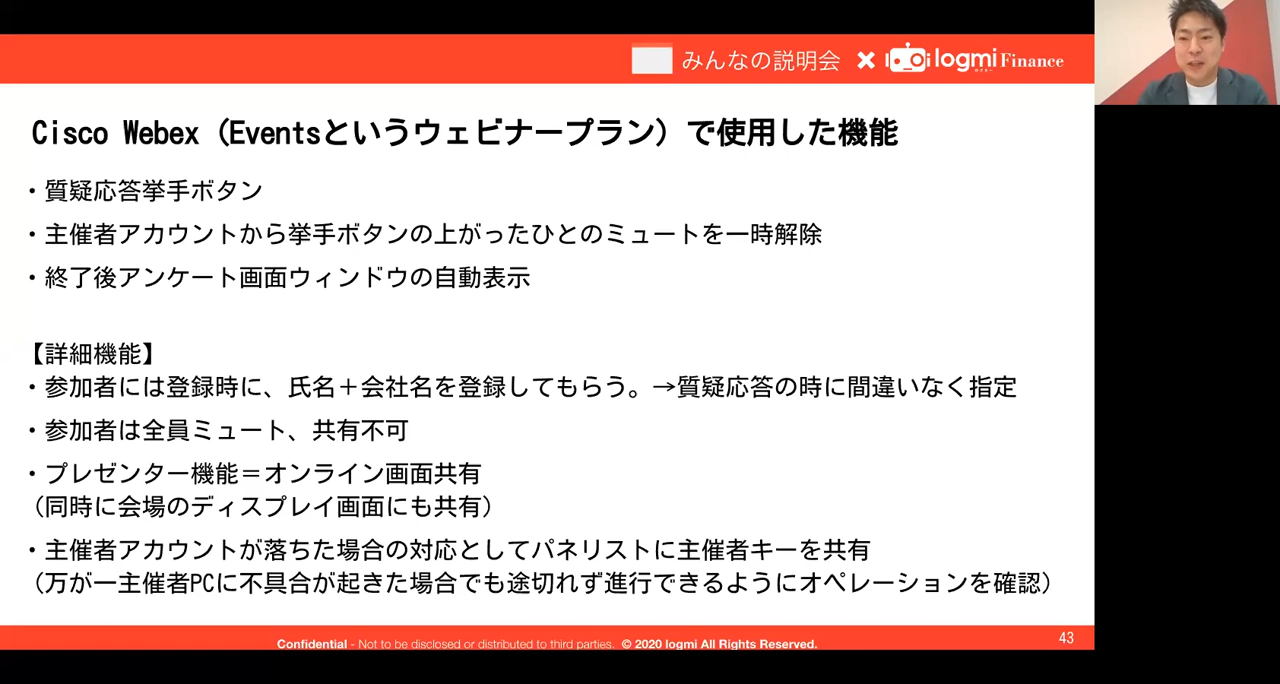 みんなの説明会 × logmi Finance
Cisco Webex（Eventsというウェビナープラン）で使用した機能
・質疑応答挙手ボタン
・主催者アカウントから挙手ボタンの上がったひとのミュートを一時解除
・終了後アンケート画面ウィンドウの自動表示
【詳細機能】
・参加者には登録時に、氏名＋会社名を登録してもらう。→質疑応答の時に間違いなく指定
・参加者は全員ミュート、共有不可
・プレゼンター機能＝オンライン画面共有
（同時に会場のディスプレイ画面にも共有）
・主催者アカウントが落ちた場合の対応としてパネリストに主催者キーを共有
（万が一主催者PCに不具合が起きた場合でも途切れず進行できるようにオペレーションを確認）
Confidential - Not to be disclosed or distributed to third parties. © 2020 logmi All Rights Reserved.
43